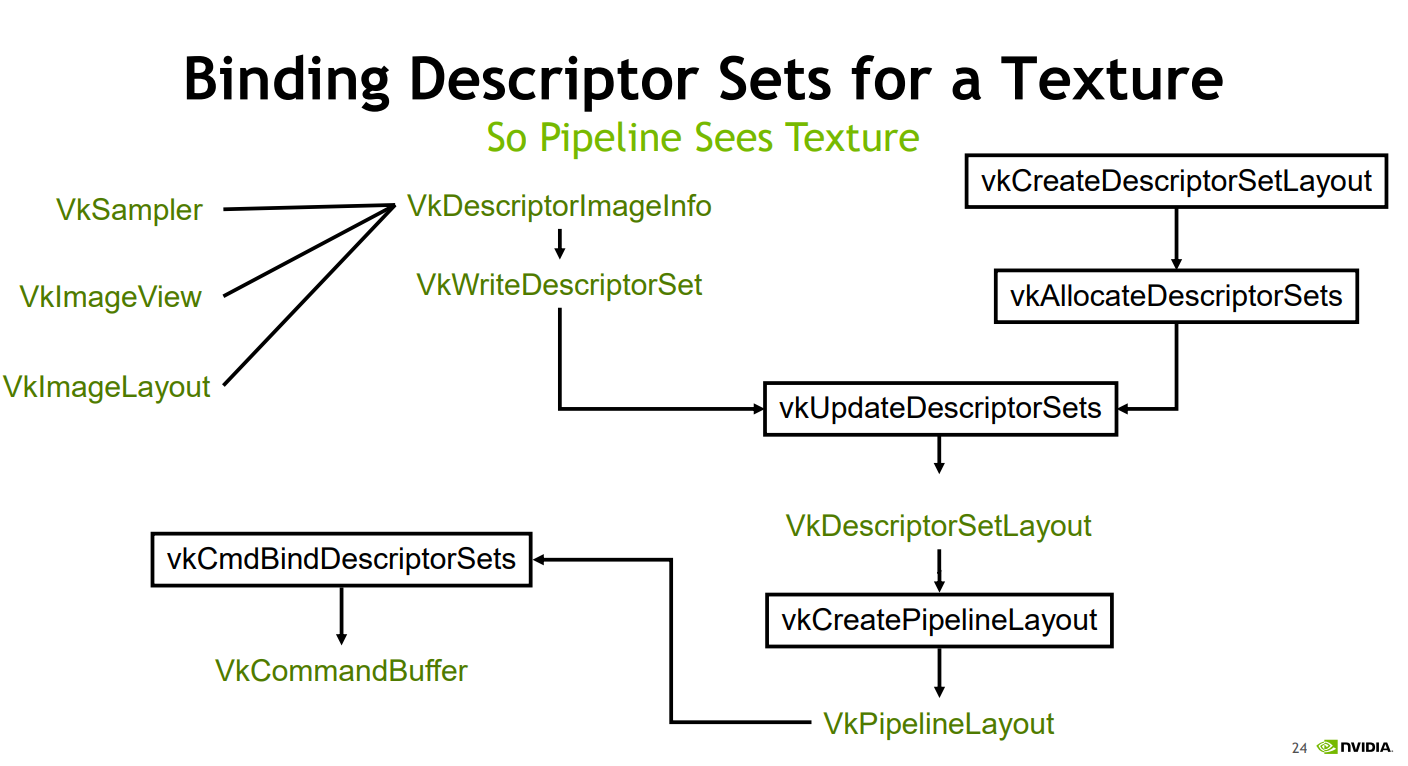 Binding Descriptor Sets for a Texture
So Pipeline Sees Texture
vkCreateDescriptorSetLayout
VkSampler
VkDescriptorImageInfo
VkImageView
VkWriteDescriptorSet
vkAllocateDescriptorSets
VkImageLayout
vkUpdateDescriptorSets
VkDescriptorSetLayout
vkCmdBindDescriptorSets
vkCreatePipelineLayout
VkCommandBuffer
VkPipelineLayout
24 NVIDIA.